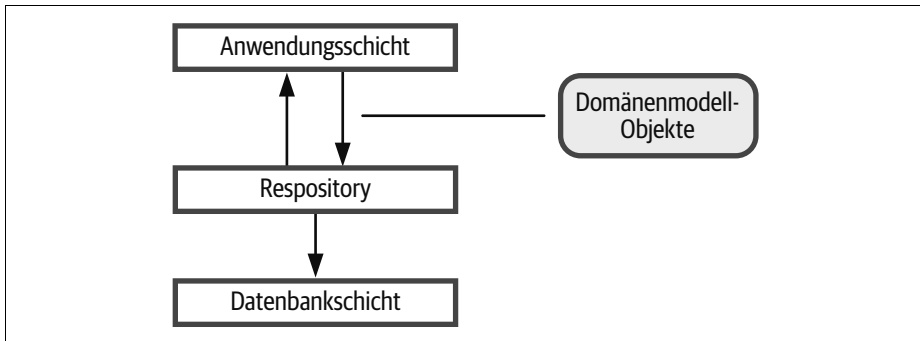 Anwendungsschicht
Domänenmodell-
Objekte
Respository
Datenbankschicht